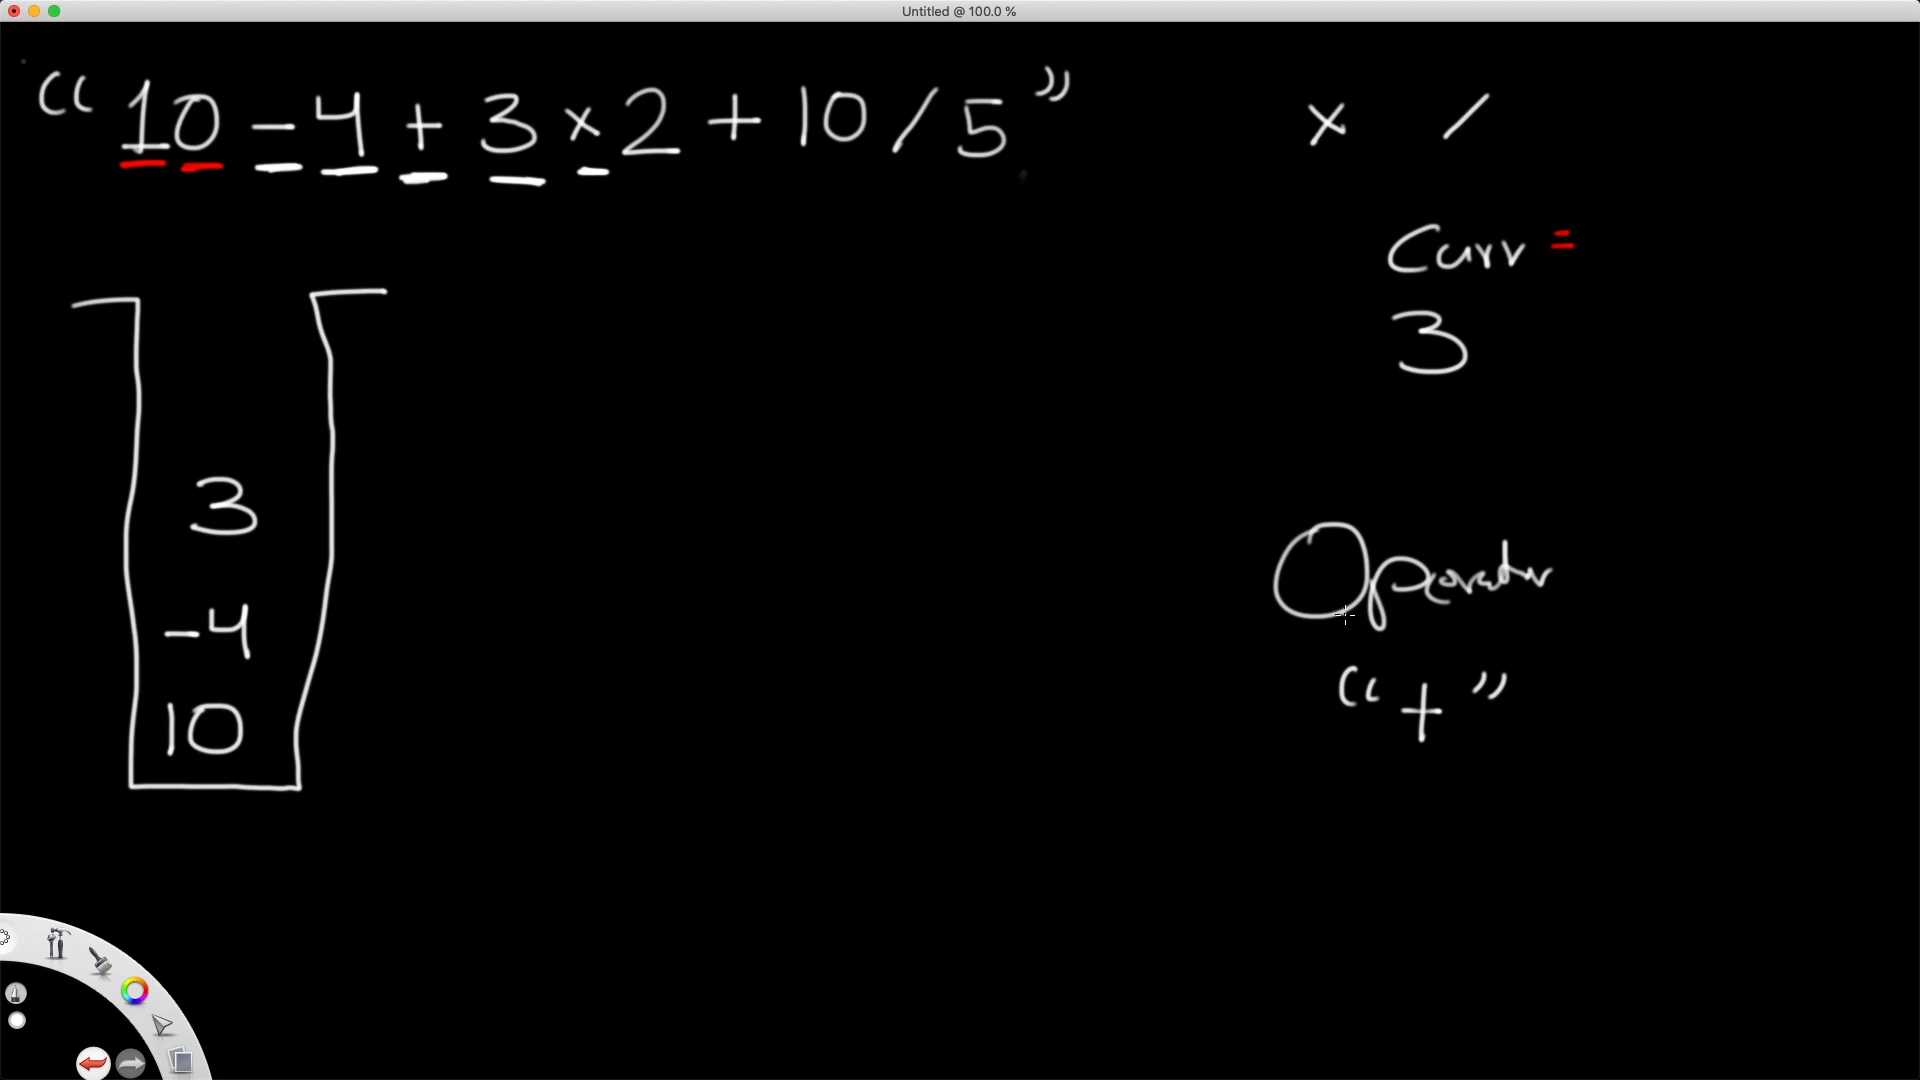 Untitled @ 100.0 %
“10 - 4 + 3 × 2 + 10 / 5”
× /
Curr =
3
3
-4
10
Operator
“+”